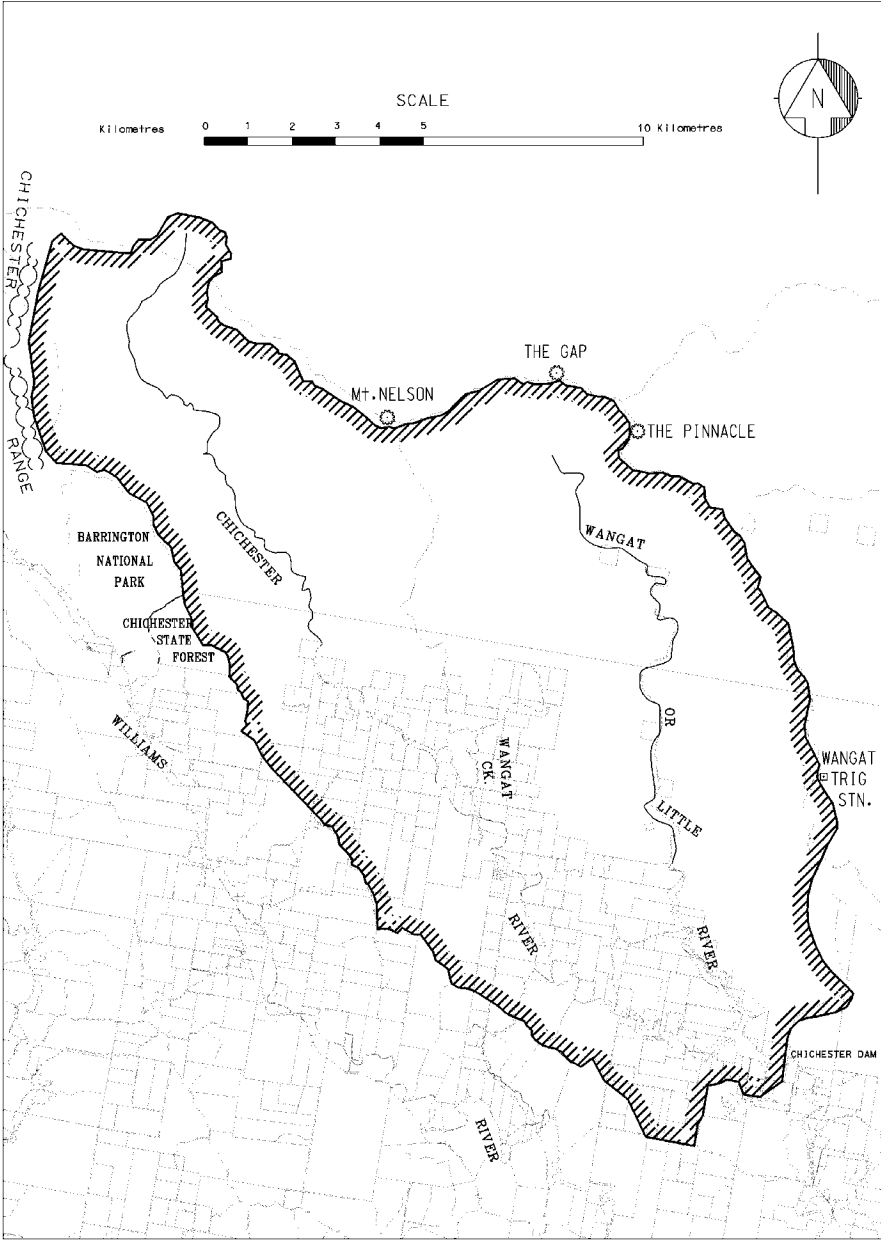 SCALE
Kilometres 0 1 2 3 4 5 10 Kilometres
N
CHICHESTER
RANGE
THE GAP
Mt.NELSON
THE PINNACLE
CHICHESTER
WANGAT
BARRINGTON
NATIONAL
PARK
CHICHESTER
STATE
FOREST
WILLIAMS
WANGAT
CK.
OR
LITTLE
WANGAT
TRIG
STN.
RIVER
RIVER
CHICHESTER DAM
RIVER